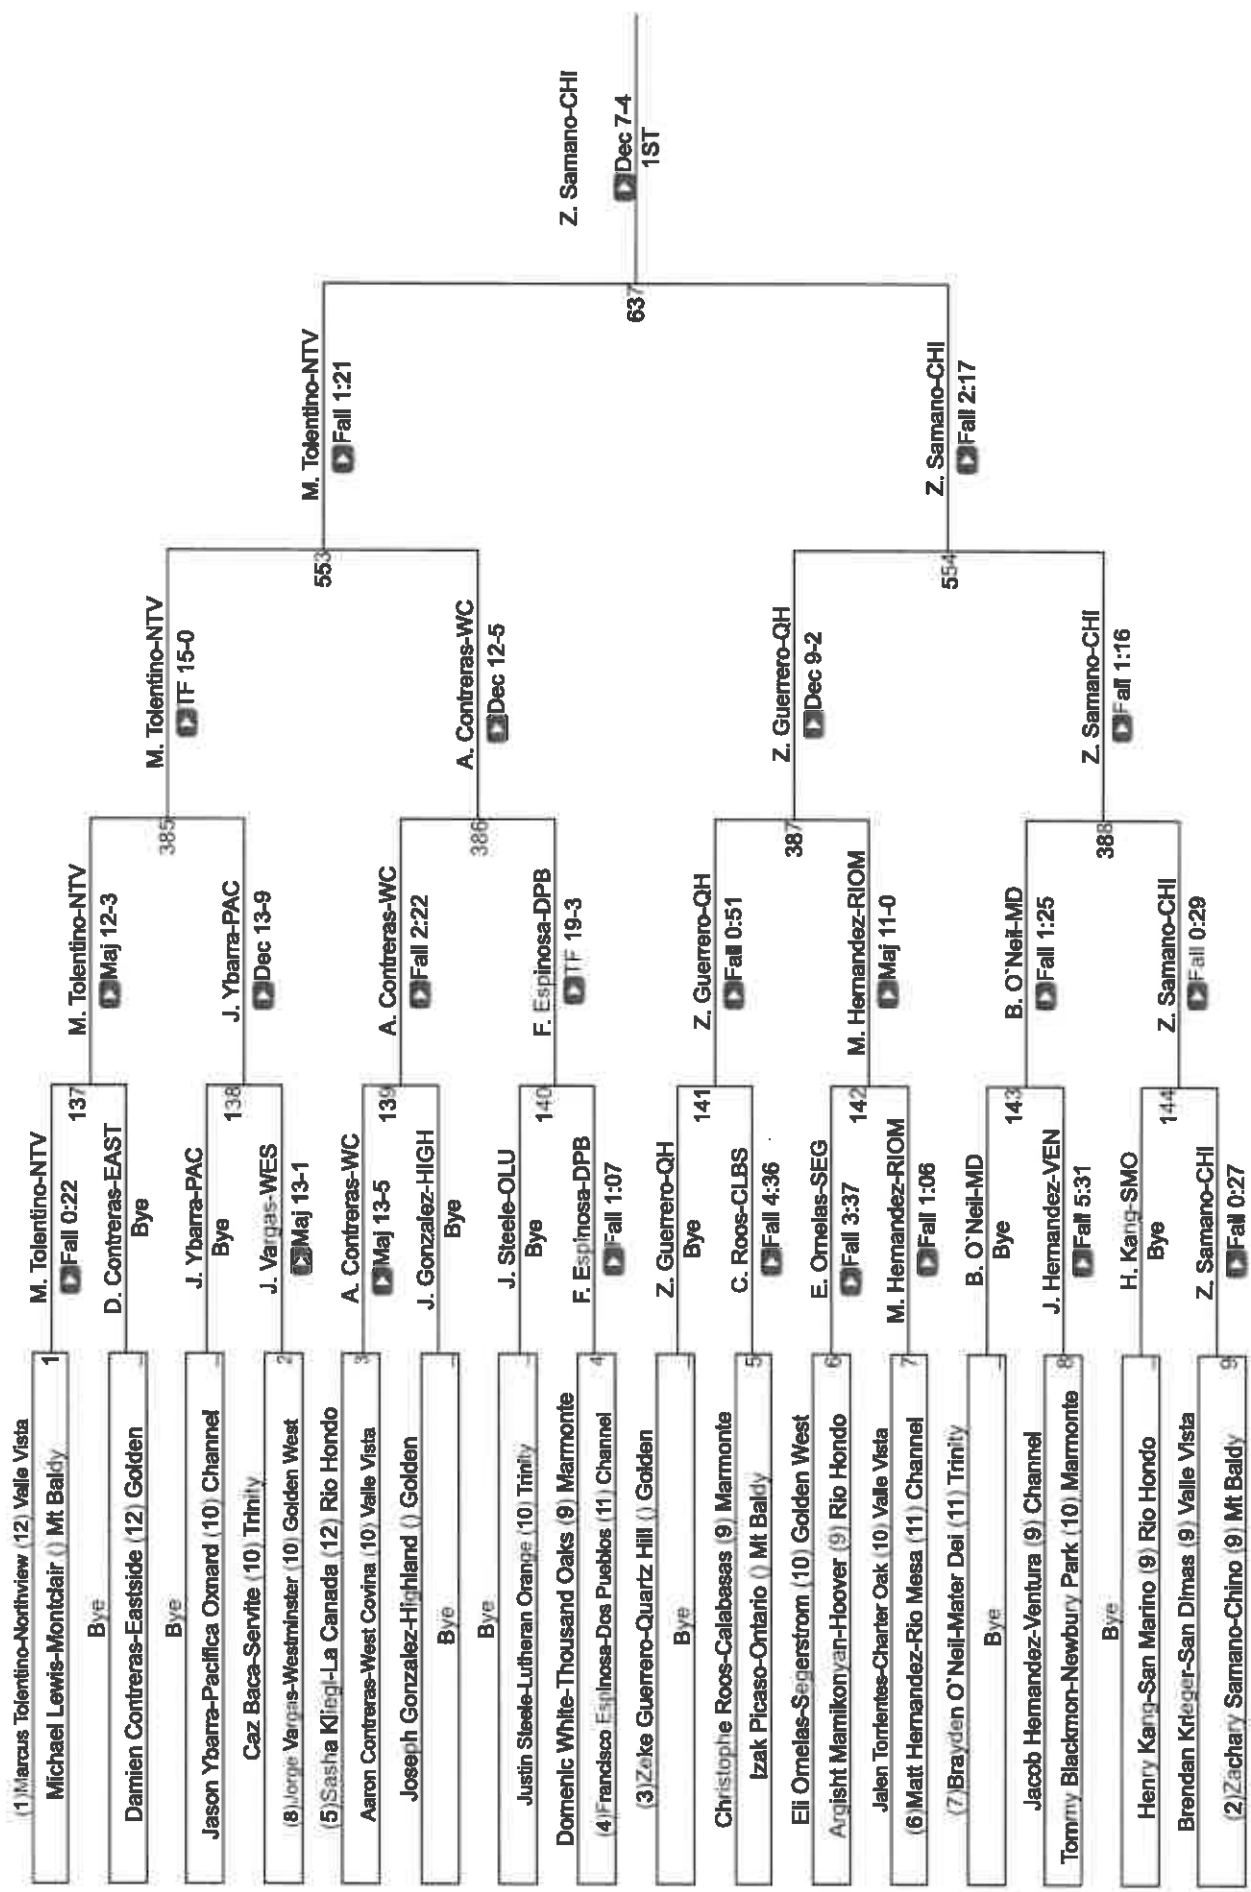 (1)Marcus Tolentino-Northview (12) Valle Vista
1
Michael Lewis-Montclair () Mt Baldy
Bye
Damien Contreras-Eastside (12) Golden
Bye
Jason Ybarra-Pacifica Oxnard (10) Channel
Caz Baca-Servite (10) Trinity
2
(8)Jorge Vargas-Westminster (10) Golden West
(5)Sasha Kliegl-La Canada (12) Rio Hondo
3
Aaron Contreras-West Covina (10) Valle Vista
Joseph Gonzalez-Highland () Golden
Bye
Bye
Justin Steele-Lutheran Orange (10) Trinity
Domenic White-Thousand Oaks (9) Marmonte
4
(4)Francisco Espinosa-Dos Pueblos (11) Channel
(3)Zeke Guerrero-Quartz Hill () Golden
Bye
Christophe Roos-Calabasas (9) Marmonte
5
Izzak Picaso-Ontario () Mt Baldy
Eli Ornelas-Segerstrom (10) Golden West
6
Argisht Mamikonyan-Hoover (9) Rio Hondo
Jalen Torrientes-Charter Oak (10) Valle Vista
7
(6)Matt Hernandez-Rio Mesa (11) Channel
(7)Brayden O`Neil-Mater Dei (11) Trinity
Bye
Jacob Hernandez-Ventura (9) Channel
8
Tommy Blackmon-Newbury Park (10) Marmonte
Bye
Henry Kang-San Marino (9) Rio Hondo
Brendan Krieger-San Dimas (9) Valle Vista
9
(2)Zachary Samano-Chino (9) Mt Baldy
M. Tolentino-NTV
Fall 0:22
137
D. Contreras-EAST
Bye
J. Ybarra-PAC
Bye
138
J. Vargas-WES
Maj 13-1
A. Contreras-WC
Maj 13-5
139
J. Gonzalez-HIGH
Bye
J. Steele-OLU
Bye
140
F. Espinosa-DPB
Fall 1:07
Z. Guerrero-QH
Bye
141
C. Roos-CLBS
Fall 4:36
E. Ornelas-SEG
Fall 3:37
142
M. Hernandez-RIOM
Fall 1:06
B. O`Neil-MD
Bye
143
J. Hernandez-VEN
Fall 5:31
H. Kang-SMO
Bye
144
Z. Samano-CHI
Fall 0:27
M. Tolentino-NTV
Maj 12-3
385
J. Ybarra-PAC
Dec 13-9
A. Contreras-WC
Fall 2:22
386
F. Espinosa-DPB
TF 19-3
Z. Guerrero-QH
Fall 0:51
387
M. Hernandez-RIOM
Maj 11-0
B. O`Neil-MD
Fall 1:25
388
Z. Samano-CHI
Fall 0:29
M. Tolentino-NTV
TF 15-0
553
A. Contreras-WC
Dec 12-5
Z. Guerrero-QH
Dec 9-2
554
Z. Samano-CHI
Fall 1:16
M. Tolentino-NTV
Fall 1:21
637
Z. Samano-CHI
Fall 2:17
Z. Samano-CHI
Dec 7-4
1ST